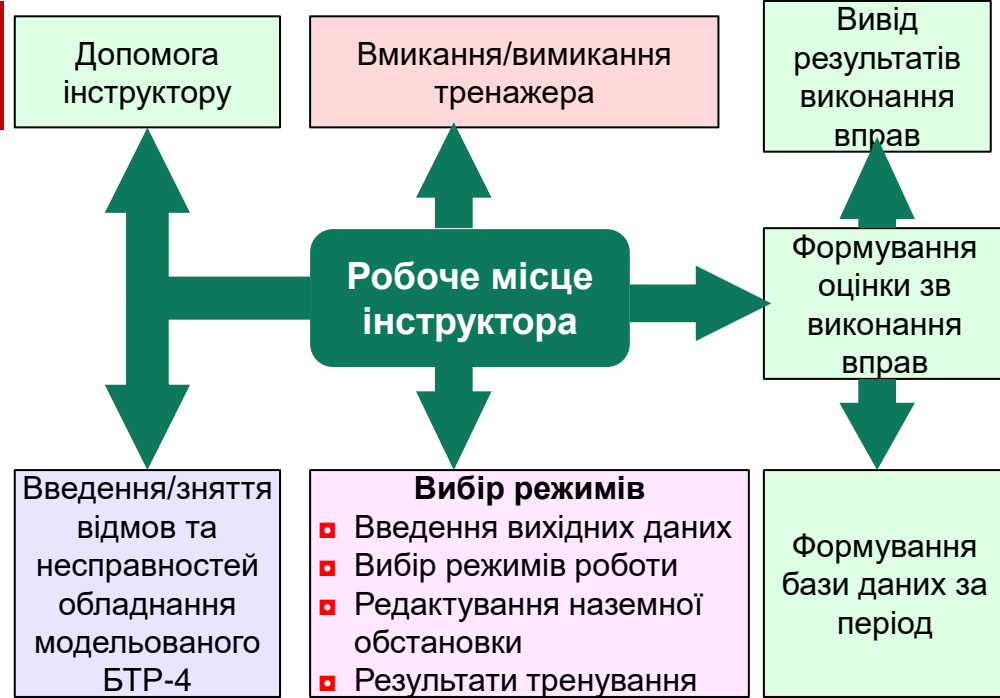 Допомога
інструктору
Вмикання/вимикання
тренажера
Вивід
результатів
виконання
вправ
Робоче місце
інструктора
Формування
оцінки зв
виконання
вправ
Введення/зняття
відмов та
несправностей
обладнання
модельованого
БТР-4
Вибір режимів
Введення вихідних даних
Вибір режимів роботи
Редактування наземної
обстановки
Результати тренування
Формування
бази даних за
період